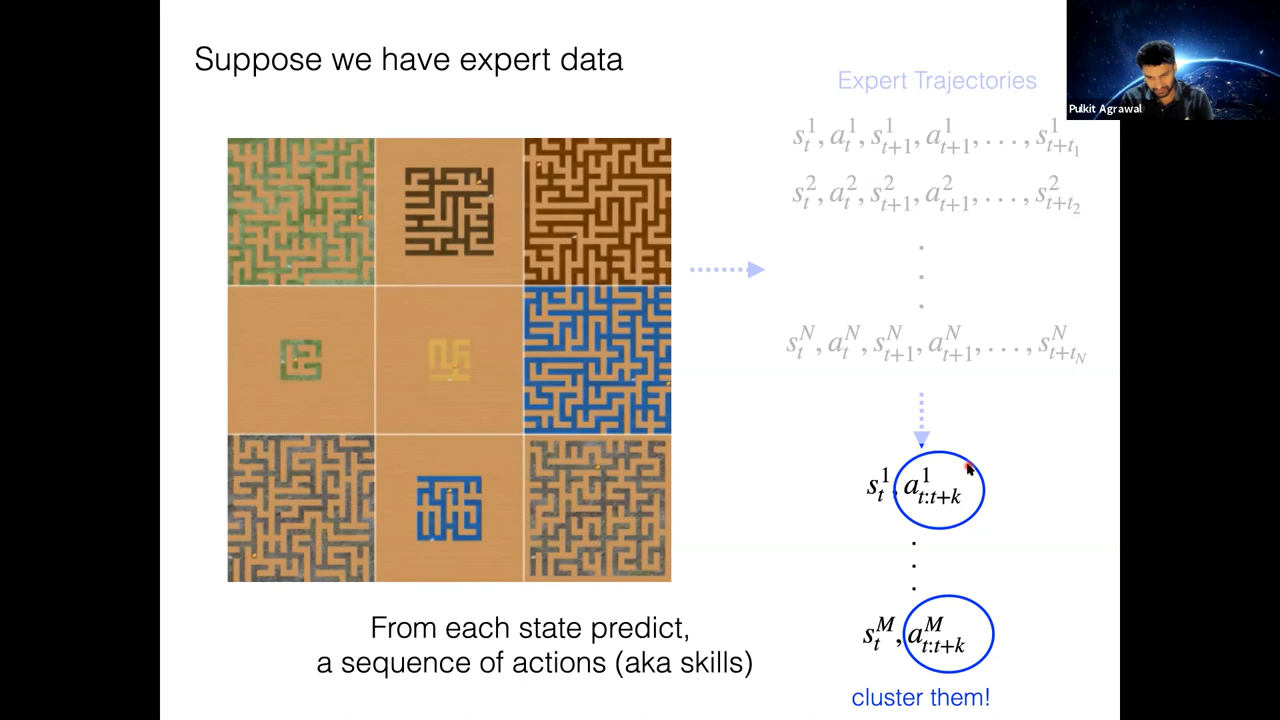 Suppose we have expert data
Pulkit Agrawal
Expert Trajectories
$s_t^1, a_t^1, s_{t+1}^1, a_{t+1}^1, \ldots, s_{t+t_1}^1$
$s_t^2, a_t^2, s_{t+1}^2, a_{t+1}^2, \ldots, s_{t+t_2}^2$
.
.
.
$s_t^N, a_t^N, s_{t+1}^N, a_{t+1}^N, \ldots, s_{t+t_N}^N$
$s_t^1, a_{t:t+k}^1$
.
.
.
$s_t^M, a_{t:t+k}^M$
cluster them!
From each state predict,
a sequence of actions (aka skills)